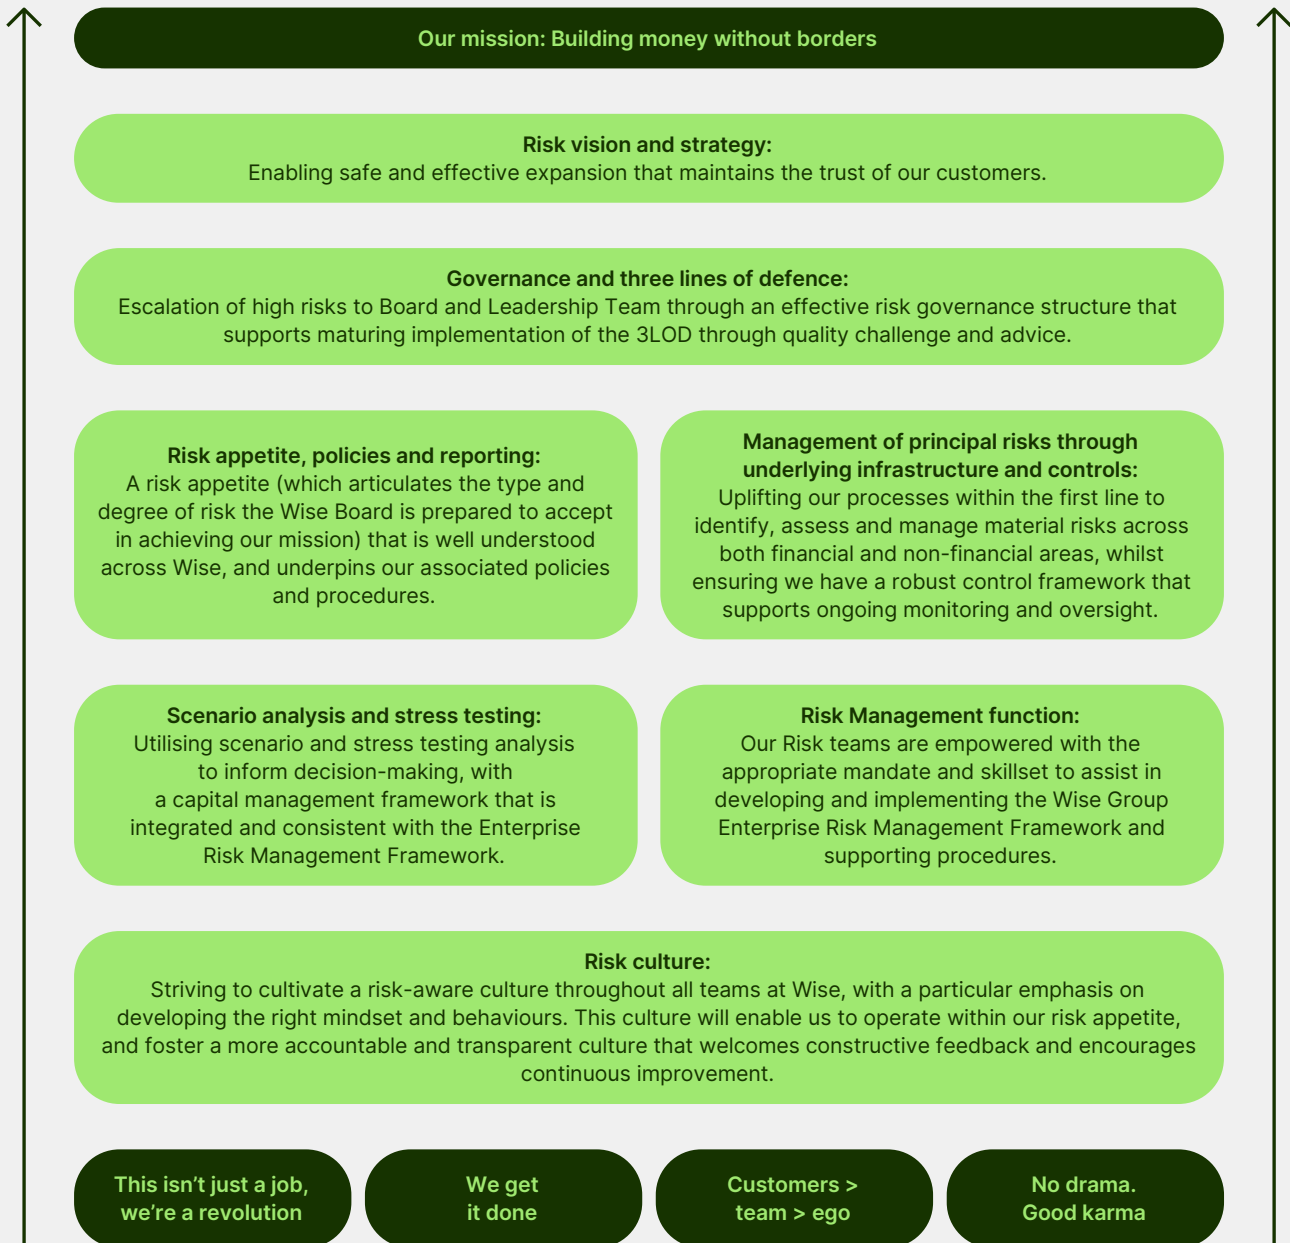 Our mission: Building money without borders
Risk vision and strategy:
Enabling safe and effective expansion that maintains the trust of our customers.
Governance and three lines of defence:
Escalation of high risks to Board and Leadership Team through an effective risk governance structure that
supports maturing implementation of the 3LOD through quality challenge and advice.
Risk appetite, policies and reporting:
A risk appetite (which articulates the type and
degree of risk the Wise Board is prepared to accept
in achieving our mission) that is well understood
across Wise, and underpins our associated policies
and procedures.
Management of principal risks through
underlying infrastructure and controls:
Uplifting our processes within the first line to
identify, assess and manage material risks across
both financial and non-financial areas, whilst
ensuring we have a robust control framework that
supports ongoing monitoring and oversight.
Scenario analysis and stress testing:
Utilising scenario and stress testing analysis
to inform decision-making, with
a capital management framework that is
integrated and consistent with the Enterprise
Risk Management Framework.
Risk Management function:
Our Risk teams are empowered with the
appropriate mandate and skillset to assist in
developing and implementing the Wise Group
Enterprise Risk Management Framework and
supporting procedures.
Risk culture:
Striving to cultivate a risk-aware culture throughout all teams at Wise, with a particular emphasis on
developing the right mindset and behaviours. This culture will enable us to operate within our risk appetite,
and foster a more accountable and transparent culture that welcomes constructive feedback and encourages
continuous improvement.
This isn’t just a job,
we’re a revolution
We get
it done
Customers >
team > ego
No drama.
Good karma